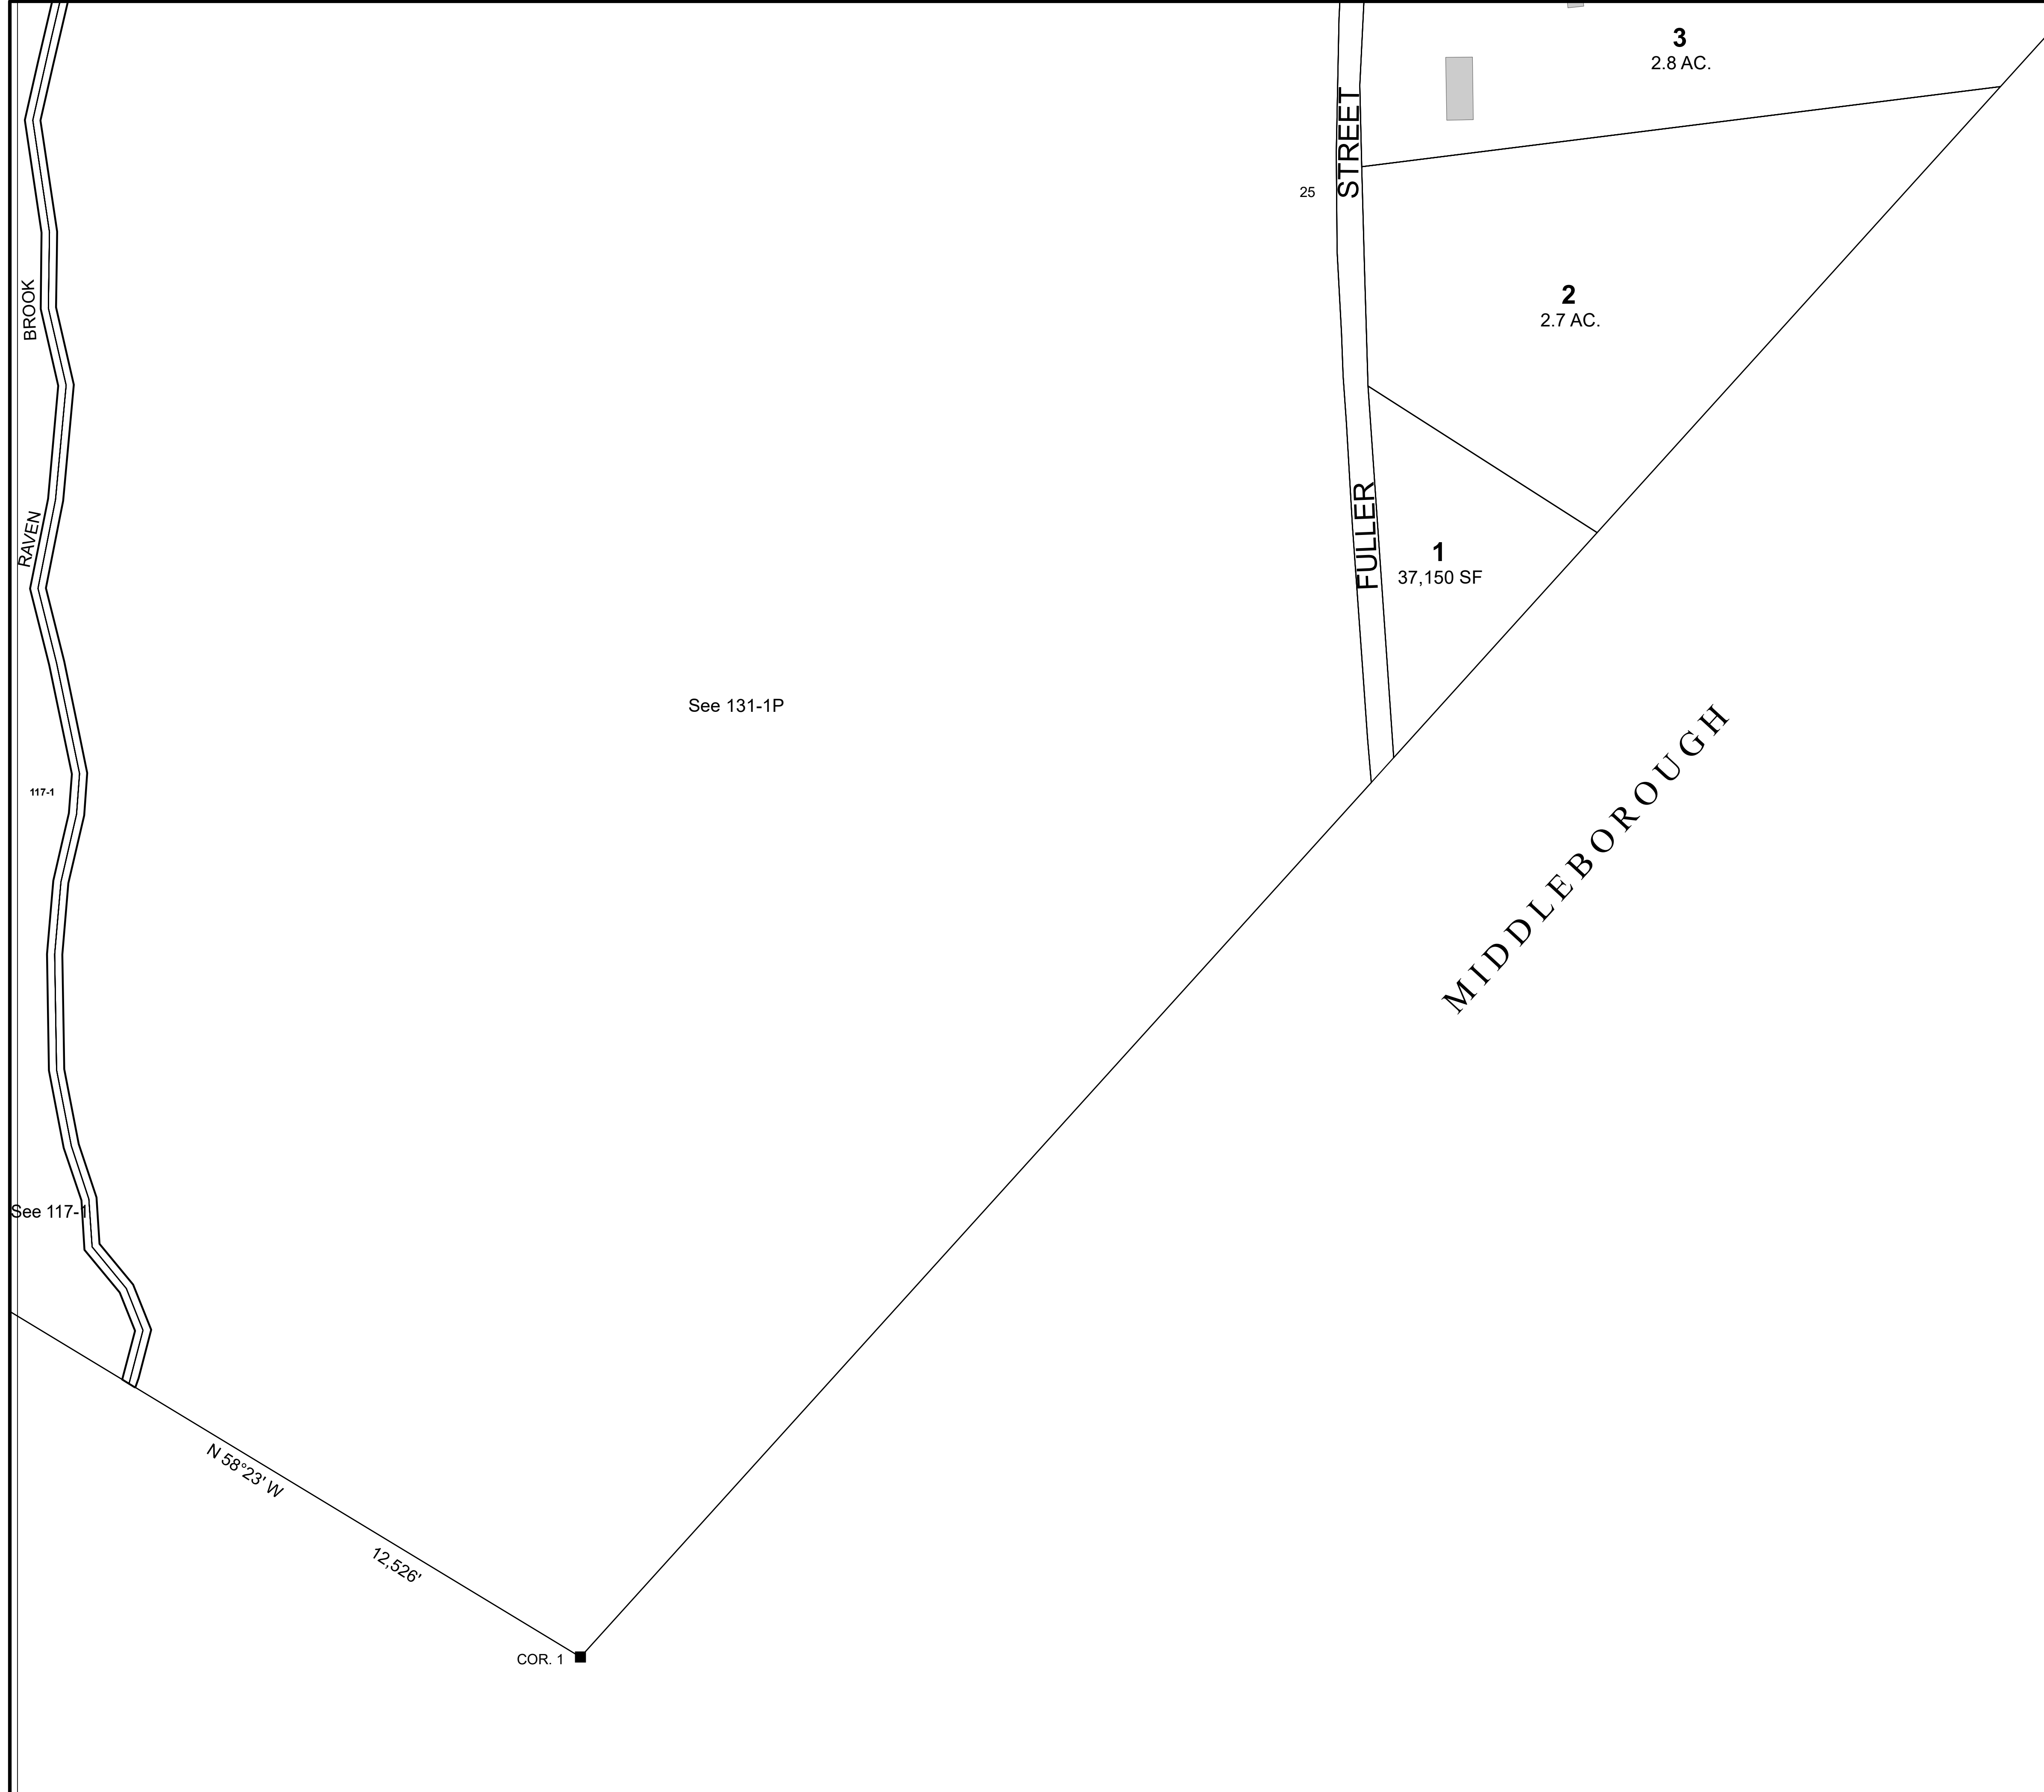 3
2.8 AC.
STREET
25
BROOK
2
2.7 AC.
RAVEN
FULLER
1
37,150 SF
See 131-1P
MIDDLEBOROUGH
117-1
See 117-1
N 58°23' W
12,526'
COR. 1